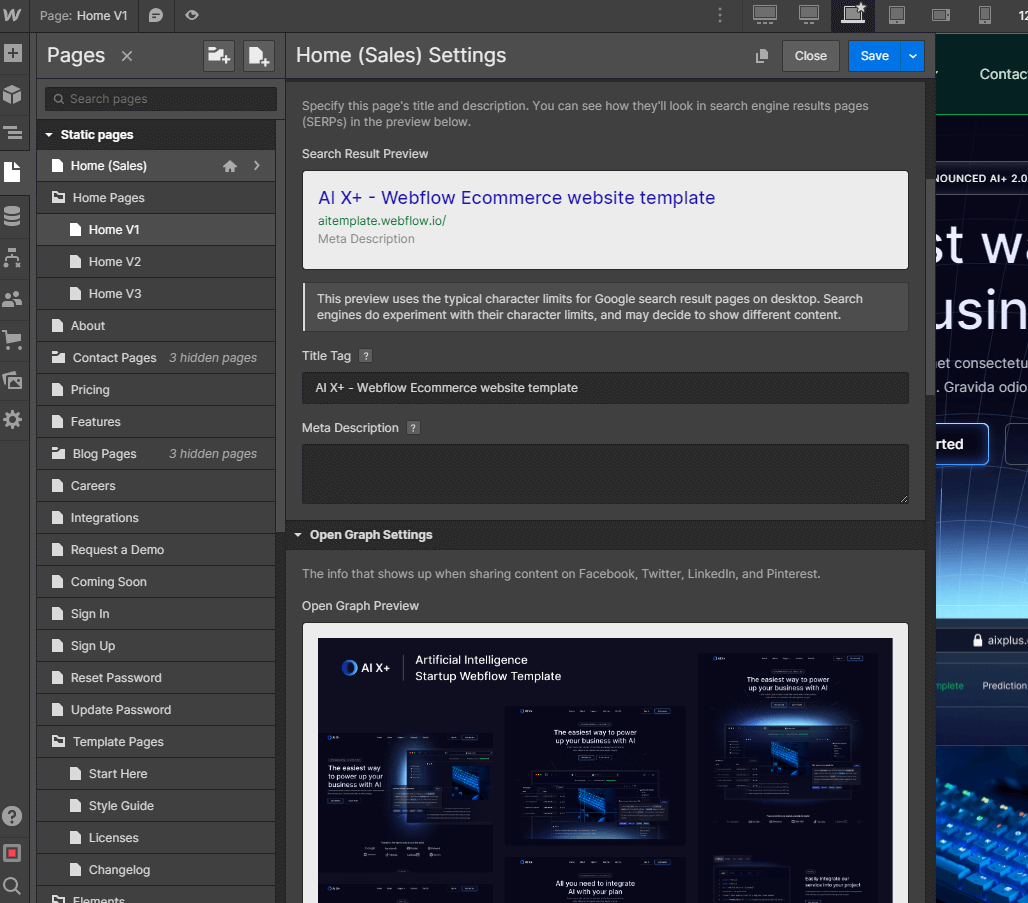 Page: Home V1
12
Pages
Search pages
Static pages
Home (Sales)
Home Pages
Home V1
Home V2
Home V3
About
Contact Pages 3 hidden pages
Pricing
Features
Blog Pages 3 hidden pages
Careers
Integrations
Request a Demo
Coming Soon
Sign In
Sign Up
Reset Password
Update Password
Template Pages
Start Here
Style Guide
Licenses
Changelog
Elements
Home (Sales) Settings
Close
Save
Specify this page's title and description. You can see how they'll look in search engine results pages
(SERPs) in the preview below.
Search Result Preview
AI X+ - Webflow Ecommerce website template
aitemplate.webflow.io/
Meta Description
This preview uses the typical character limits for Google search result pages on desktop. Search
engines do experiment with their character limits, and may decide to show different content.
Title Tag ?
AI X+ - Webflow Ecommerce website template
Meta Description ?
Open Graph Settings
The info that shows up when sharing content on Facebook, Twitter, LinkedIn, and Pinterest.
Open Graph Preview
AI X+
Artificial Intelligence
Startup Webflow Template
The easiest way
to power up your
business with AI
The easiest way to power
up your business with AI
The easiest way to power
up your business with AI
All you need to integrate
AI with your plan
Easily integrate our
service into your project
Contac
NOUNCED AI+ 2.0
st wa
usin
et consectetu
. Gravida odio
rted
aixplus.
mplete
Prediction